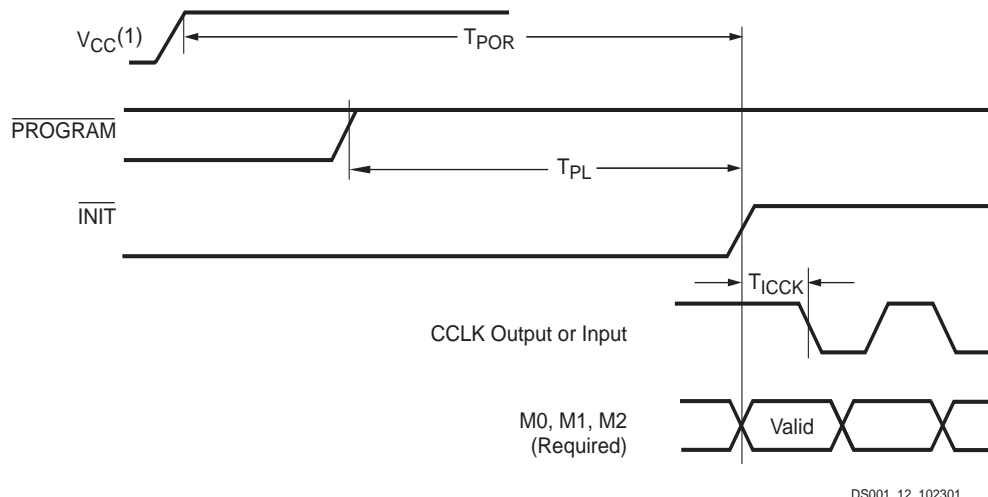 VCC(1)
TPOR
PROGRAM
TPL
INIT
TICCK
CCLK Output or Input
M0, M1, M2
(Required)
Valid
DS001_12_102301